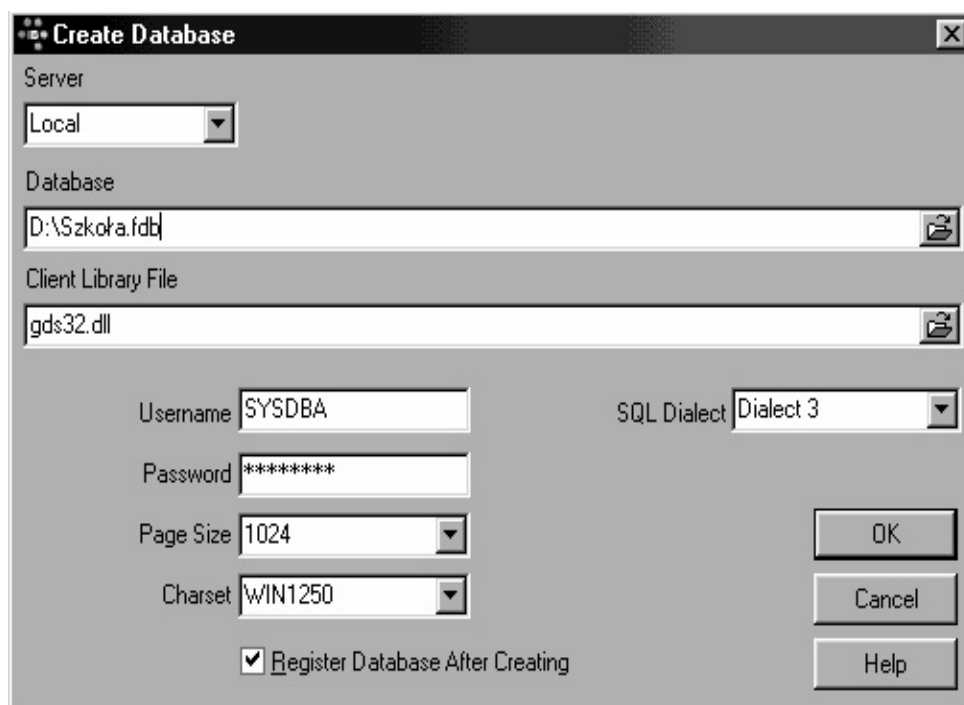 Create Database
Server
Local
Database
D:\Szkoła.fdb
Client Library File
gds32.dll
Username SYSDBA SQL Dialect Dialect 3
Password ********
Page Size 1024 OK
Charset WIN1250 Cancel
Register Database After Creating Help